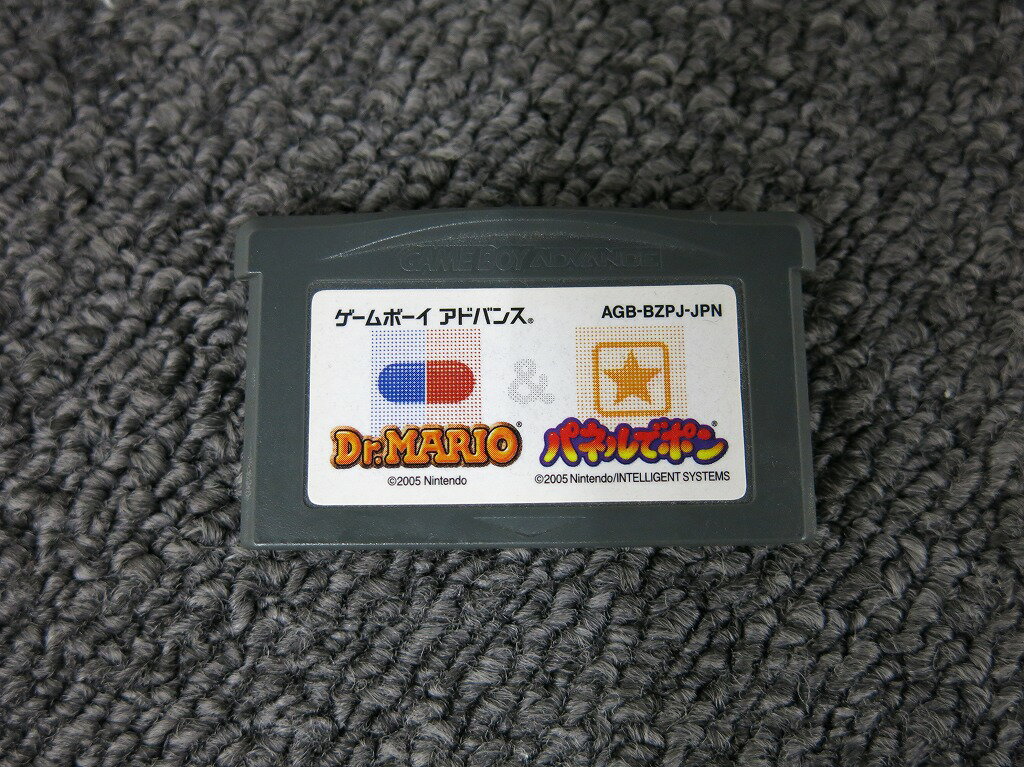 GAME BOY ADVANCE
ゲームボーイ アドバンス®
AGB-BZPJ-JPN
&
Dr.MARIO®
パネルでポン®
©2005 Nintendo
©2005 Nintendo/INTELLIGENT SYSTEMS